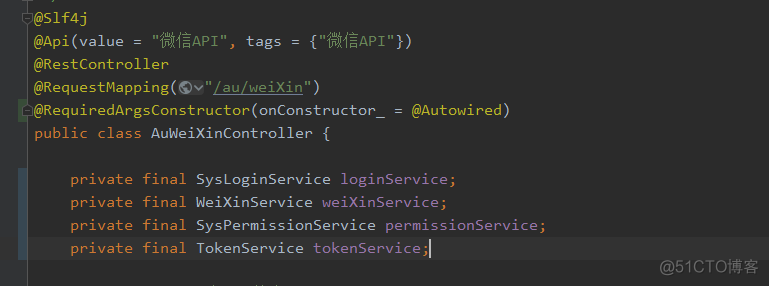 @Slf4j
@Api(value = "微信API", tags = {"微信API"})
@RestController
@RequestMapping("/au/weiXin")
@RequiredArgsConstructor(onConstructor_ = @Autowired)
public class AuWeiXinController {
private final SysLoginService loginService;
private final WeiXinService weiXinService;
private final SysPermissionService permissionService;
private final TokenService tokenService;
@51CTO博客